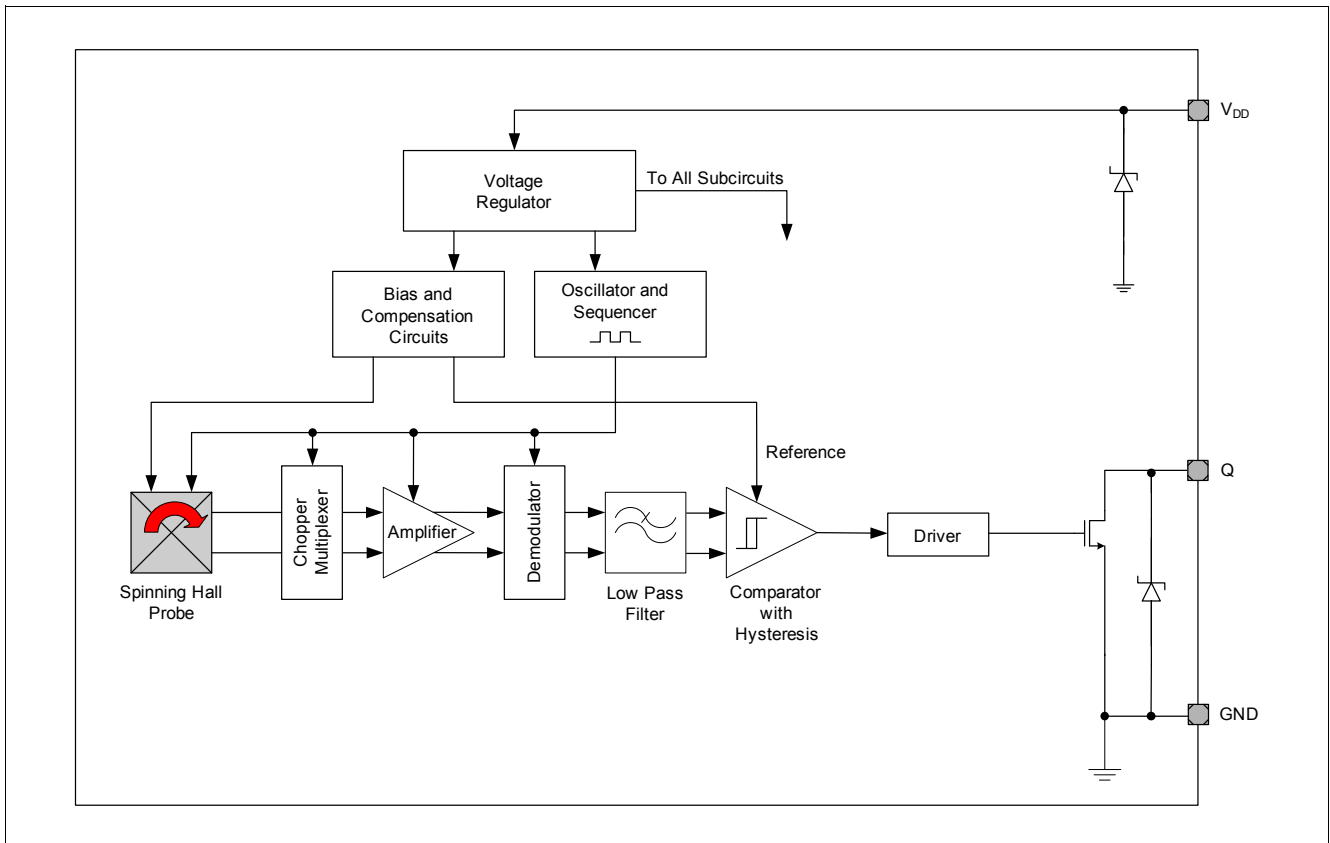 V_DD
Voltage
Regulator
To All Subcircuits
Bias and
Compensation
Circuits
Oscillator and
Sequencer
Reference
Q
Chopper
Multiplexer
Amplifier
Demodulator
Driver
Spinning Hall
Probe
Low Pass
Filter
Comparator
with
Hysteresis
GND